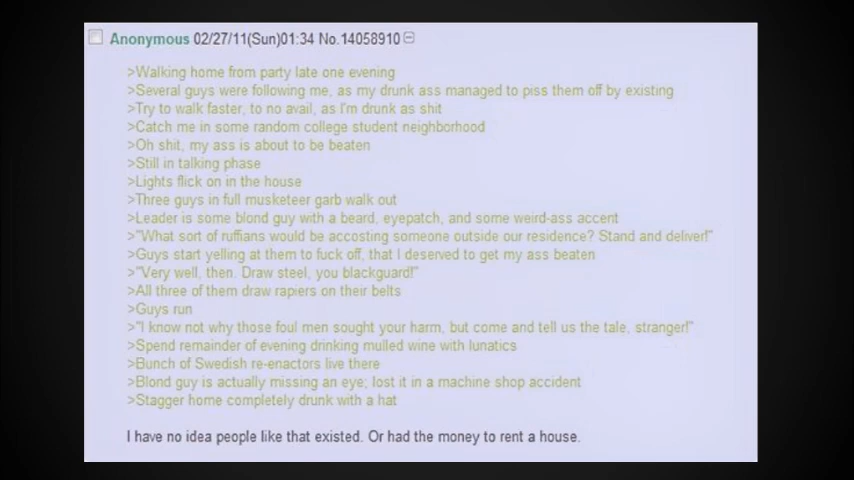 Anonymous 02/27/11(Sun)01:34 No.14058910
>Walking home from party late one evening
>Several guys were following me, as my drunk ass managed to piss them off by existing
>Try to walk faster, to no avail, as I'm drunk as shit
>Catch me in some random college student neighborhood
>Oh shit, my ass is about to be beaten
>Still in talking phase
>Lights flick on in the house
>Three guys in full musketeer garb walk out
>Leader is some blond guy with a beard, eyepatch, and some weird-ass accent
>"What sort of ruffians would be accosting someone outside our residence? Stand and deliver!"
>Guys start yelling at them to fuck off, that I deserved to get my ass beaten
>"Very well, then. Draw steel, you blackguard!"
>All three of them draw rapiers on their belts
>Guys run
>"I know not why those foul men sought your harm, but come and tell us the tale, stranger!"
>Spend remainder of evening drinking mulled wine with lunatics
>Bunch of Swedish re-enactors live there
>Blond guy is actually missing an eye; lost it in a machine shop accident
>Stagger home completely drunk with a hat
I have no idea people like that existed. Or had the money to rent a house.